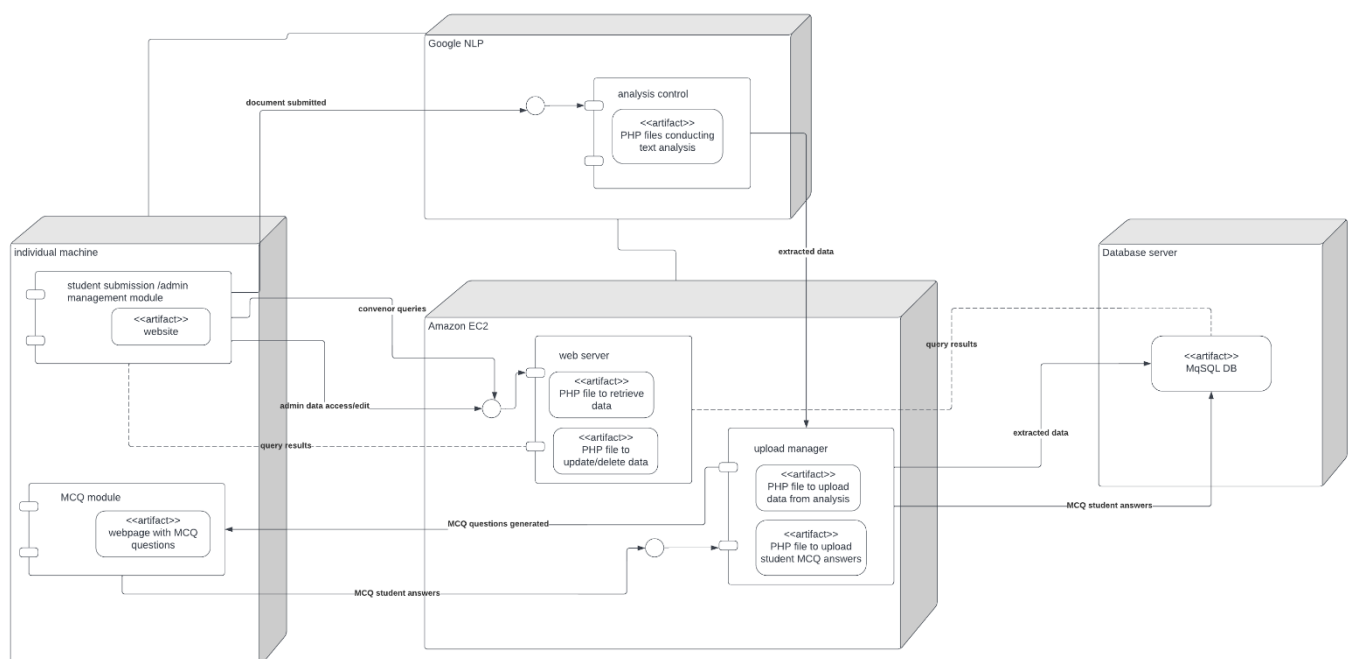 Google NLP
analysis control
<<artifact>>
PHP files conducting
text analysis
document submitted
individual machine
student submission /admin
management module
<<artifact>>
website
extracted data
Database server
convenor queries
Amazon EC2
web server
<<artifact>>
PHP file to retrieve
data
<<artifact>>
PHP file to
update/delete data
query results
<<artifact>>
MqSQL DB
admin data access/edit
query results
extracted data
upload manager
<<artifact>>
PHP file to upload
data from analysis
<<artifact>>
PHP file to upload
student MCQ answers
MCQ student answers
MCQ module
<<artifact>>
webpage with MCQ
questions
MCQ questions generated
MCQ student answers